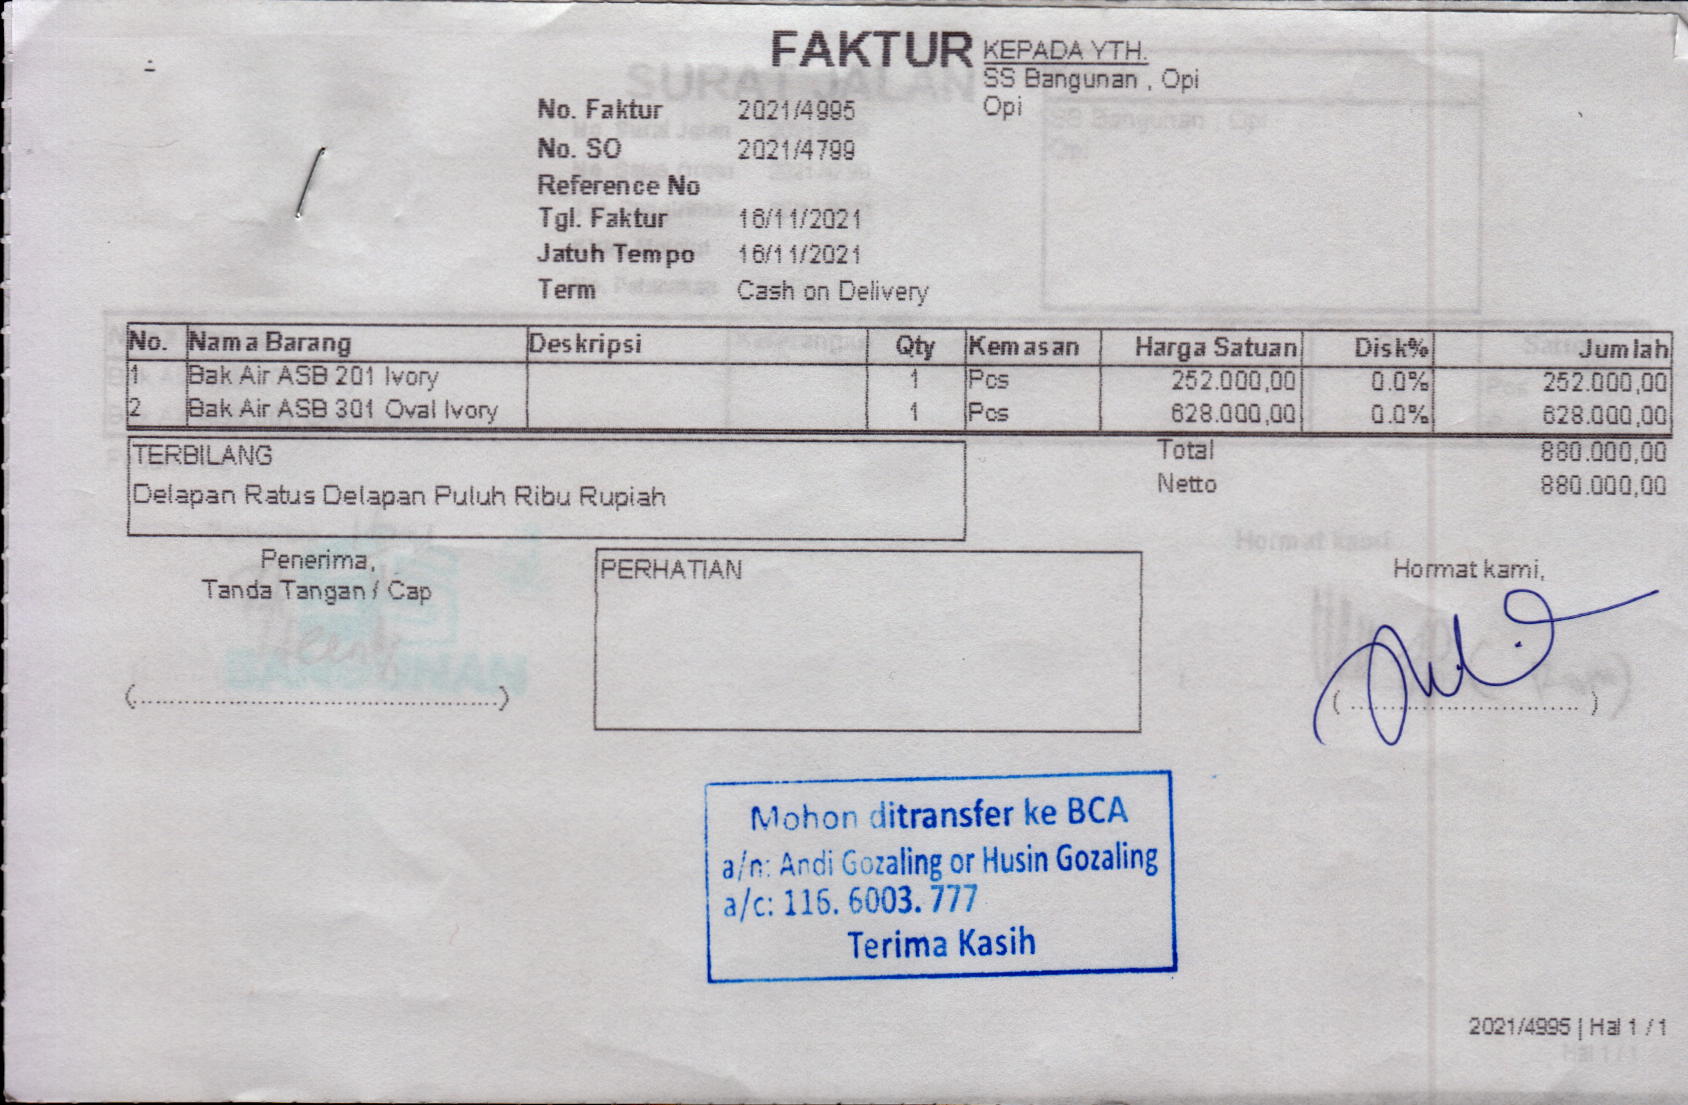 FAKTUR
KEPADA YTH.
SS Bangunan , Opi
Opi
No. Faktur 2021/4995
No. SO 2021/4799
Reference No
Tgl. Faktur 16/11/2021
Jatuh Tempo 16/11/2021
Term Cash on Delivery
No. Nama Barang Deskripsi Qty Kemasan Harga Satuan Disk% Jumlah
1 Bak Air ASB 201 Ivory 1 Pcs 252.000,00 0.0% 252.000,00
2 Bak Air ASB 301 Oval Ivory 1 Pcs 628.000,00 0.0% 628.000,00
TERBILANG
Delapan Ratus Delapan Puluh Ribu Rupiah
Total 880.000,00
Netto 880.000,00
Penerima,
Tanda Tangan / Cap
(................................................)
PERHATIAN
Hormat kami,
(..............................)
Mohon ditransfer ke BCA
a/n: Andi Gozaling or Husin Gozaling
a/c: 116. 6003. 777
Terima Kasih
2021/4995 | Hal 1 / 1